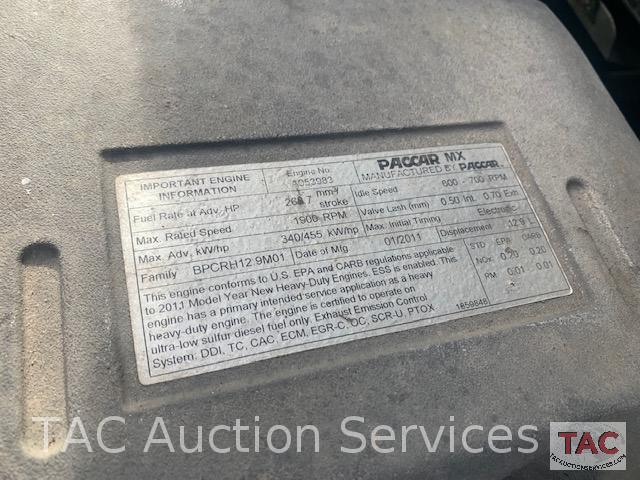 IMPORTANT ENGINE INFORMATION
Engine No.
PACCAR MX
MANUFACTURED BY PACCAR
Fuel Rate at Adv. HP
mm³/stroke
Idle Speed
600 - 700 RPM
Max. Rated Speed
1900 RPM
Valve Lash (mm)
0.50 Int. 0.70 Exh
Max. Adv. kw/hp
340/455 kW/hp
Max. Initial Timing
Electronic
Family
BPCRH12.9M01
Date of Mfg
01/2011
Displacement
12.9 L
This engine conforms to U.S. EPA and CARB regulations applicable
to 2011 Model Year New Heavy-Duty Engines. ESS is enabled. This
engine has a primary intended service application as a heavy
heavy-duty engine. The engine is certified to operate on
ultra-low sulfur diesel fuel only. Exhaust Emission Control
System: DDI, TC, CAC, ECM, EGR-C, OC, SCR-U, PTOX
STD EPA CARB
NOx 0.20 0.20
PM 0.01 0.01
1859848
TAC Auction Services Inc.
TAC
TACAUCTIONSERVICES.COM